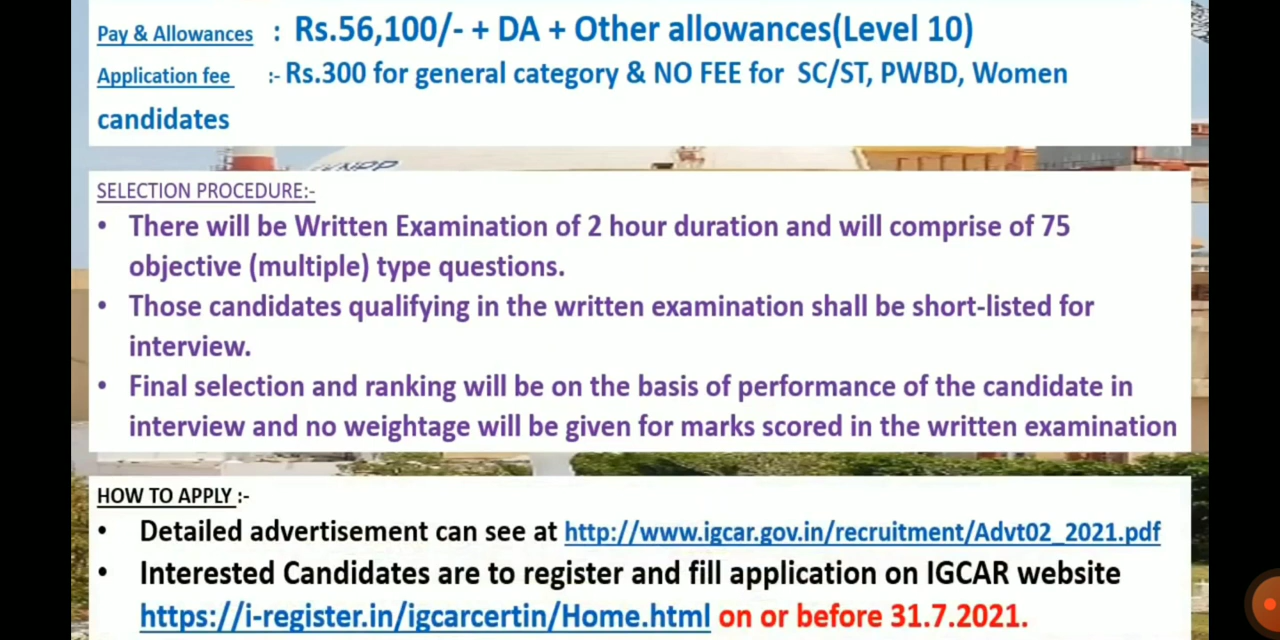 Pay & Allowances : Rs.56,100/- + DA + Other allowances(Level 10)
Application fee :- Rs.300 for general category & NO FEE for SC/ST, PWBD, Women
candidates
SELECTION PROCEDURE:-
• There will be Written Examination of 2 hour duration and will comprise of 75
objective (multiple) type questions.
• Those candidates qualifying in the written examination shall be short-listed for
interview.
• Final selection and ranking will be on the basis of performance of the candidate in
interview and no weightage will be given for marks scored in the written examination
HOW TO APPLY :-
• Detailed advertisement can see at http://www.igcar.gov.in/recruitment/Advt02_2021.pdf
• Interested Candidates are to register and fill application on IGCAR website
https://i-register.in/igcarcertin/Home.html on or before 31.7.2021.